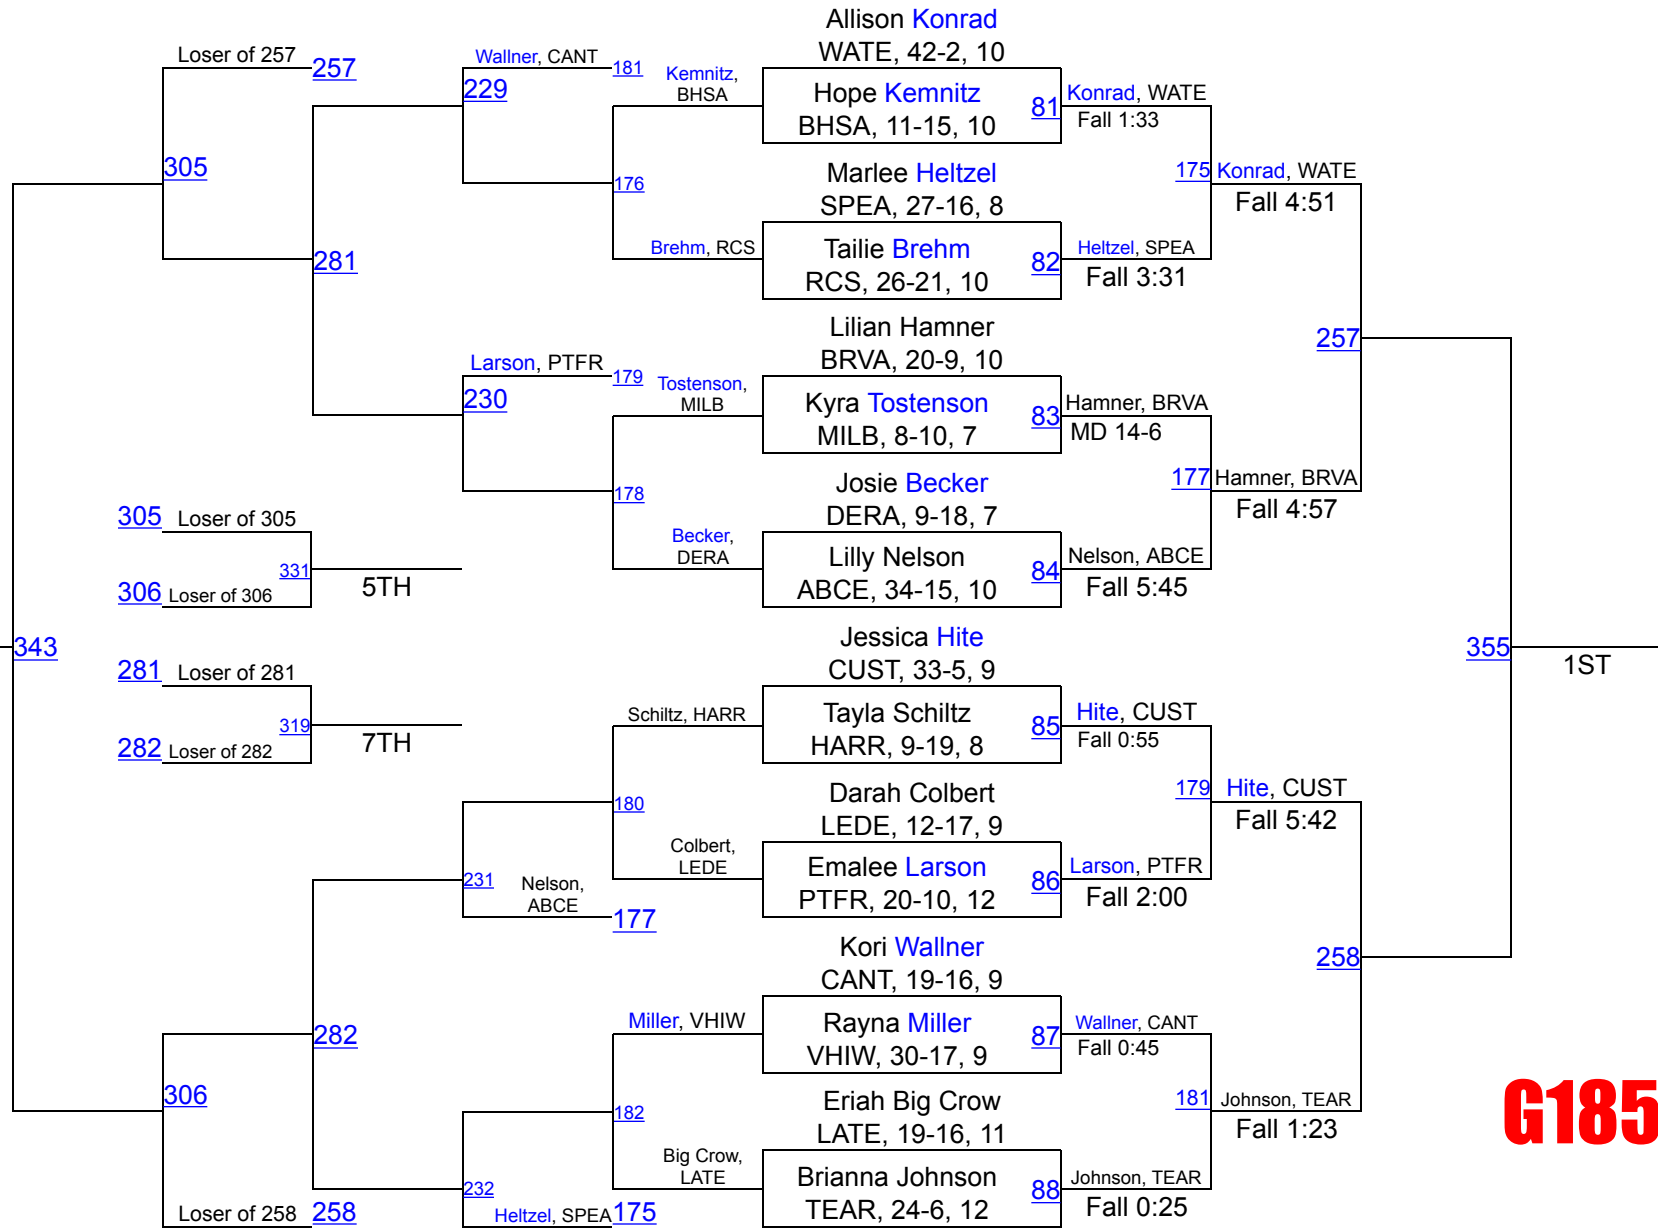 Loser of 257
257
305
281
Wallner, CANT
181
229
Kemnitz,
BHSA
176
Brehm, RCS
Larson, PTFR
179
230
Tostenson,
MILB
178
Becker,
DERA
305
Loser of 305
331
5TH
306
Loser of 306
343
281
Loser of 281
319
7TH
282
Loser of 282
Schiltz, HARR
180
Colbert,
LEDE
231
Nelson,
ABCE
177
282
Miller, VHIW
182
Big Crow,
LATE
306
232
Heltzel, SPEA
175
Loser of 258
258
Allison Konrad
WATE, 42-2, 10
Hope Kemnitz
BHSA, 11-15, 10
81
Marlee Heltzel
SPEA, 27-16, 8
Tailie Brehm
RCS, 26-21, 10
82
Lilian Hamner
BRVA, 20-9, 10
Kyra Tostenson
MILB, 8-10, 7
83
Josie Becker
DERA, 9-18, 7
Lilly Nelson
ABCE, 34-15, 10
84
Jessica Hite
CUST, 33-5, 9
Tayla Schiltz
HARR, 9-19, 8
85
Darah Colbert
LEDE, 12-17, 9
Emalee Larson
PTFR, 20-10, 12
86
Kori Wallner
CANT, 19-16, 9
Rayna Miller
VHIW, 30-17, 9
87
Eriah Big Crow
LATE, 19-16, 11
Brianna Johnson
TEAR, 24-6, 12
88
Konrad, WATE
Fall 1:33
175
Konrad, WATE
Fall 4:51
Heltzel, SPEA
Fall 3:31
257
Hamner, BRVA
MD 14-6
177
Hamner, BRVA
Fall 4:57
Nelson, ABCE
Fall 5:45
355
1ST
Hite, CUST
Fall 0:55
179
Hite, CUST
Fall 5:42
Larson, PTFR
Fall 2:00
258
Wallner, CANT
Fall 0:45
181
Johnson, TEAR
Fall 1:23
Johnson, TEAR
Fall 0:25
G185